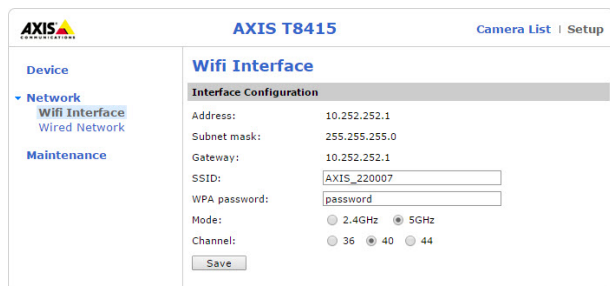 AXIS
COMMUNICATIONS
AXIS T8415
Camera List | Setup
Device
Network
Wifi Interface
Wired Network
Maintenance
Wifi Interface
Interface Configuration
Address: 10.252.252.1
Subnet mask: 255.255.255.0
Gateway: 10.252.252.1
SSID: AXIS_220007
WPA password: password
Mode: 2.4GHz 5GHz
Channel: 36 40 44
Save